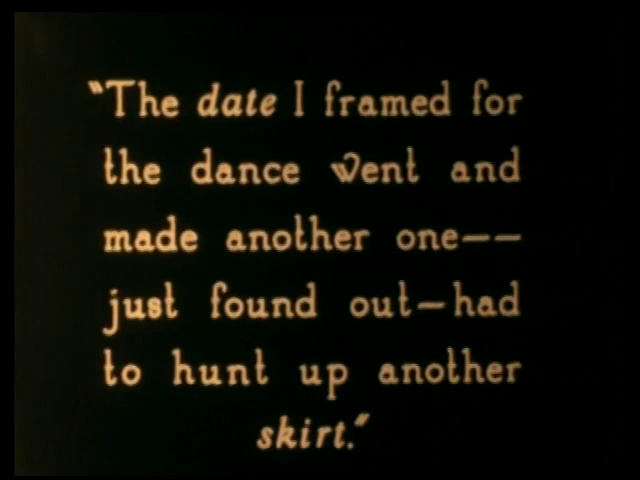 "The date I framed for
the dance went and
made another one——
just found out—had
to hunt up another
skirt."